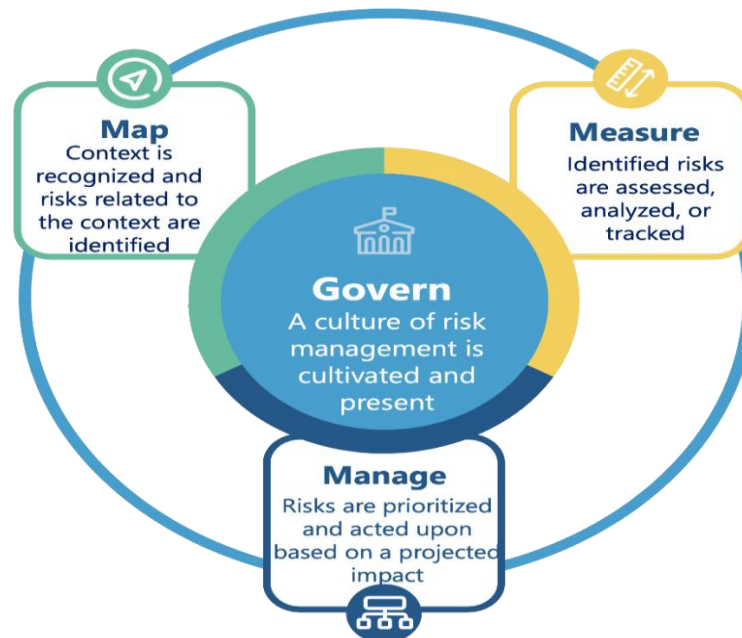 Map
Context is
recognized and
risks related to
the context are
identified
Measure
Identified risks
are assessed,
analyzed, or
tracked
Govern
A culture of risk
management is
cultivated and
present
Manage
Risks are prioritized
and acted upon
based on a projected
impact